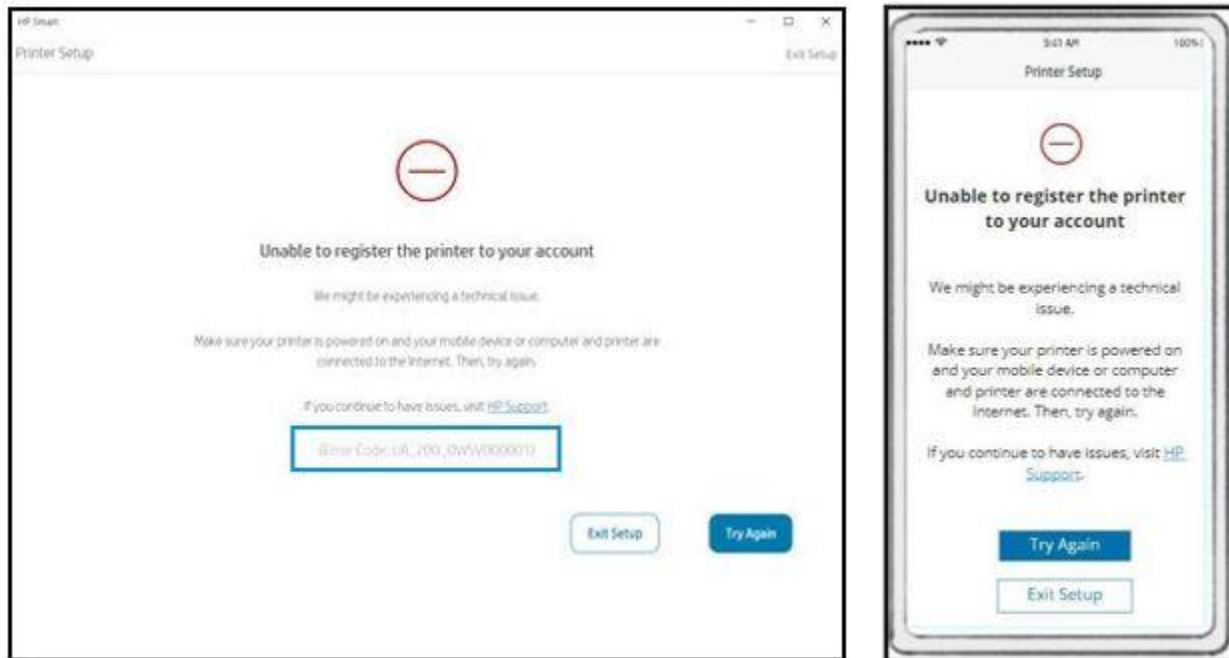 HP Smart
Printer Setup
Exit Setup
Unable to register the printer to your account
We might be experiencing a technical issue.
Make sure your printer is powered on and your mobile device or computer and printer are
connected to the Internet. Then, try again.
If you continue to have issues, visit HP Support.
(Error Code:
Exit Setup
Try Again
9:41 AM
100%
Printer Setup
Unable to register the printer
to your account
We might be experiencing a technical
issue.
Make sure your printer is powered on
and your mobile device or computer
and printer are connected to the
Internet. Then, try again.
If you continue to have issues, visit HP
Support.
Try Again
Exit Setup